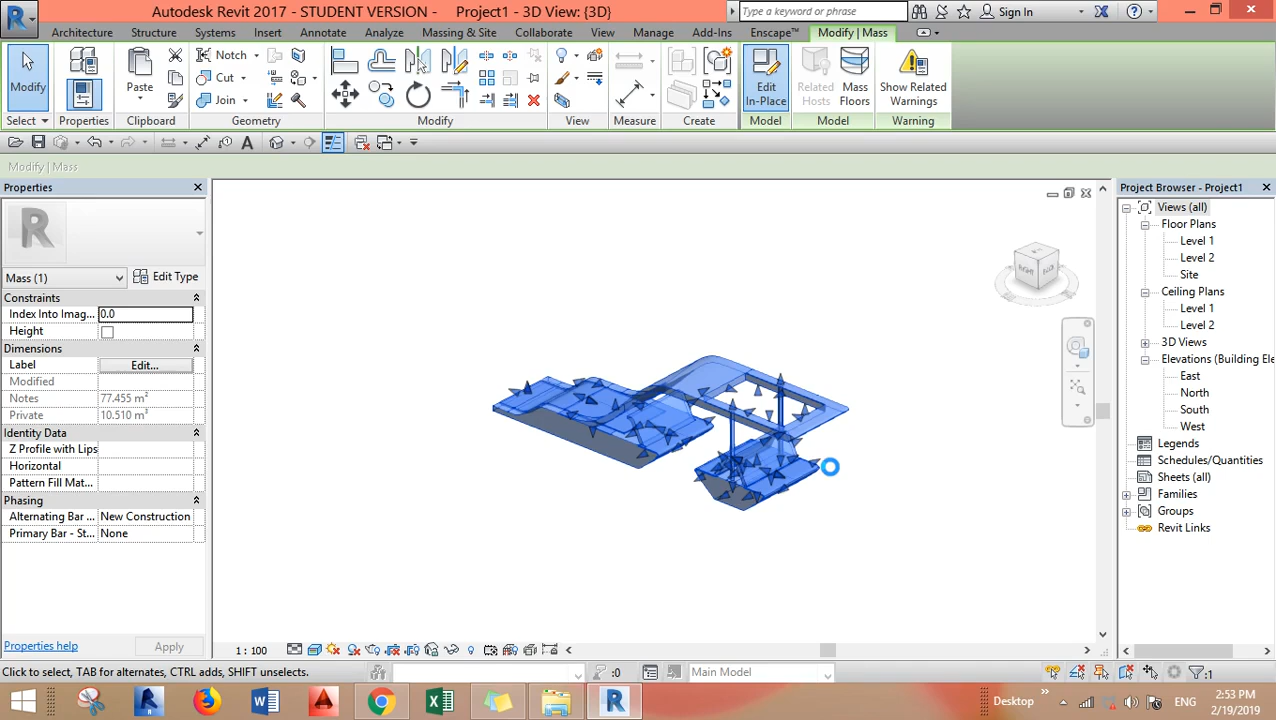 Autodesk Revit 2017 - STUDENT VERSION - Project1 - 3D View: {3D}
Type a keyword or phrase
Sign In
Architecture Structure Systems Insert Annotate Analyze Massing & Site Collaborate View Manage Add-Ins Enscape™ Modify | Mass
Modify
Paste
Notch
Cut
Join
Edit In-Place
Related Hosts
Mass Floors
Show Related Warnings
Select Properties Clipboard Geometry Modify View Measure Create Model Model Warning
Modify | Mass
Properties
Mass (1)
Edit Type
Constraints
Index Into Imag... 0.0
Height
Dimensions
Label Edit...
Modified
Notes 77.455 m²
Private 10.510 m²
Identity Data
Z Profile with Lips
Horizontal
Pattern Fill Mat...
Phasing
Alternating Bar ... New Construction
Primary Bar - St... None
Properties help
Apply
RIGHT
Project Browser - Project1
Views (all)
Floor Plans
Level 1
Level 2
Site
Ceiling Plans
Level 1
Level 2
3D Views
Elevations (Building Ele
East
North
South
West
Legends
Schedules/Quantities
Sheets (all)
Families
Groups
Revit Links
1 : 100
Click to select, TAB for alternates, CTRL adds, SHIFT unselects.
:0
Main Model
:1
Desktop
ENG
2:53 PM
2/19/2019